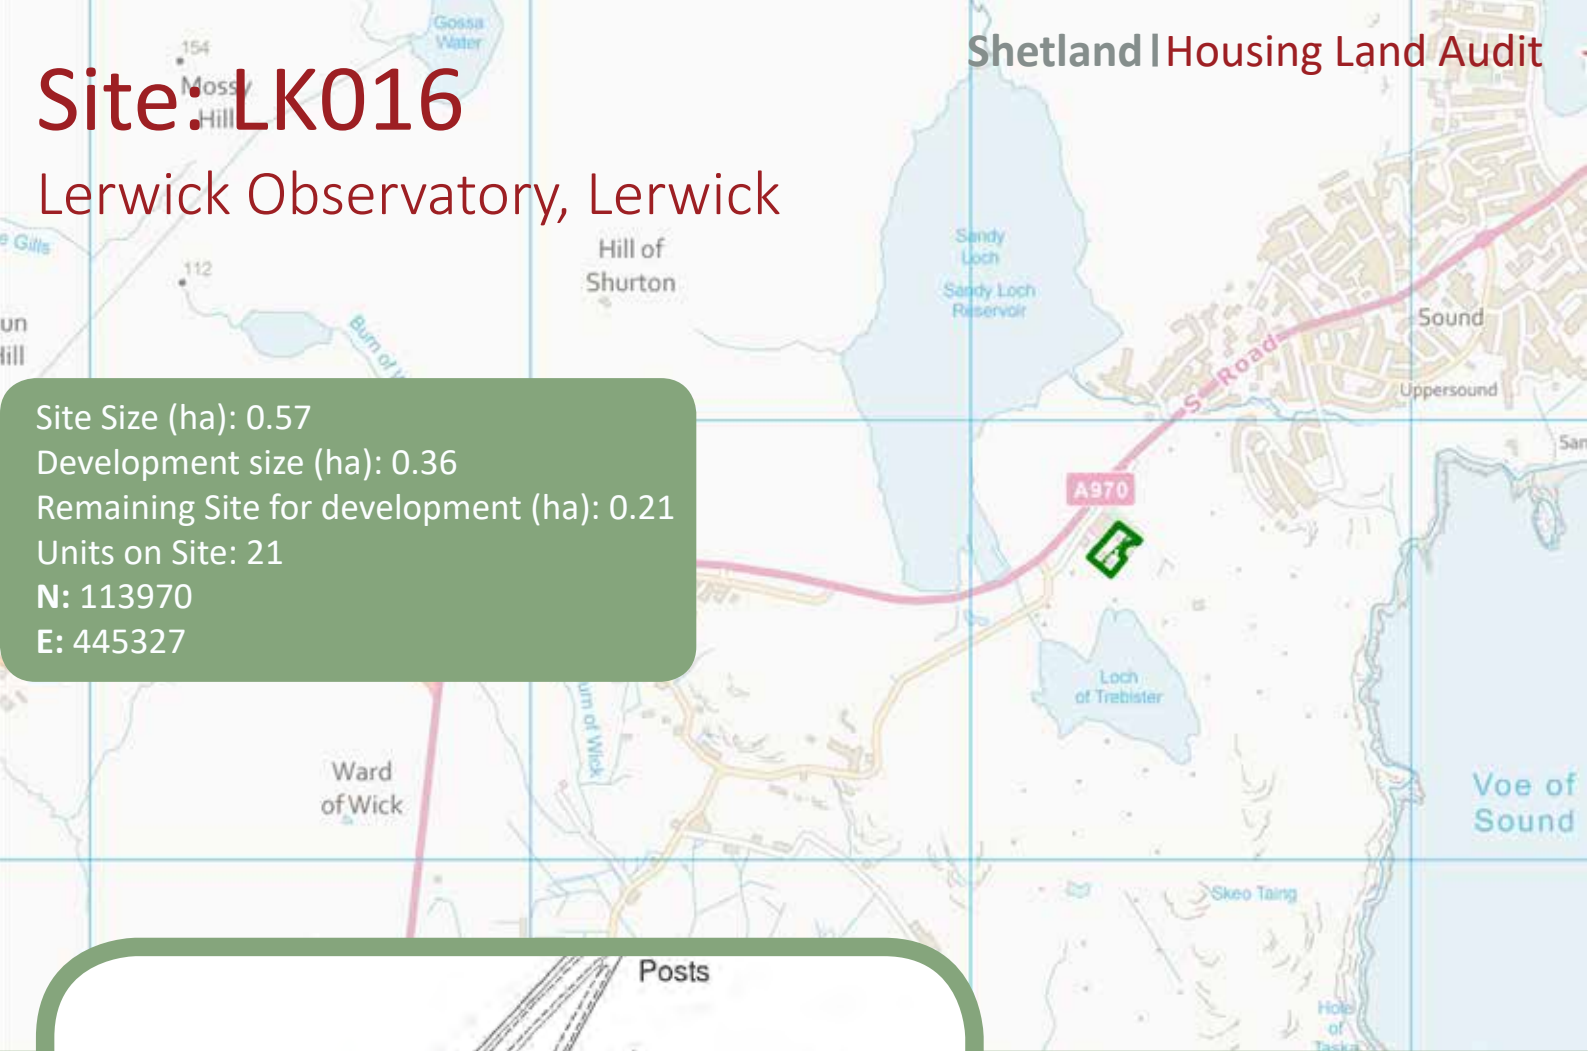 Shetland|Housing Land Audit
Site: LK016
Lerwick Observatory, Lerwick
Gossa
Water
154
Mossy
Hill
112
Hill of
Shurton
Sandy
Loch
Sandy Loch
Reservoir
Sound
S Road
Uppersound
A970
Site Size (ha): 0.57
Development size (ha): 0.36
Remaining Site for development (ha): 0.21
Units on Site: 21
N: 113970
E: 445327
Loch
of Trebister
Ward
of Wick
Voe of
Sound
Skeo Taing
Posts
Hole
of
Taska